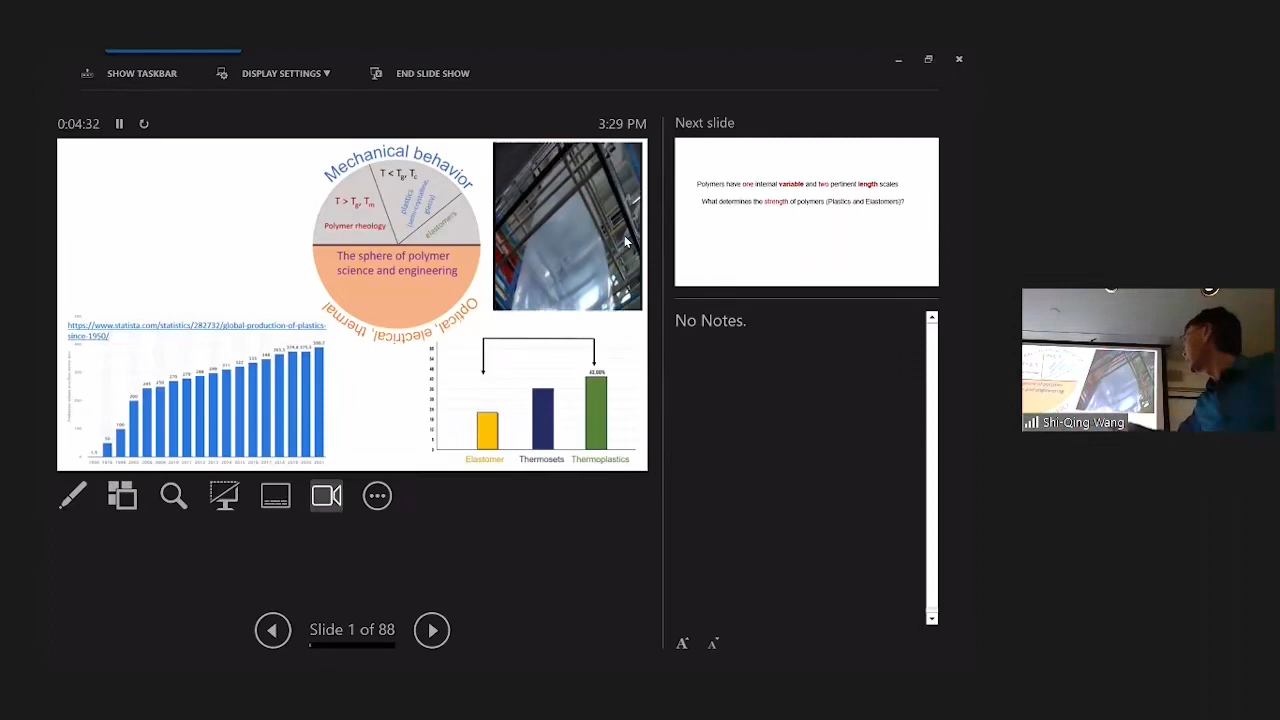 SHOW TASKBAR
DISPLAY SETTINGS ▼
END SLIDE SHOW
0:04:32
3:29 PM
Next slide
Mechanical behavior
T < Tg, Tc
plastics
(semi-crystalline,
glassy)
T > Tg, Tm
Polymer rheology
elastomers
The sphere of polymer
science and engineering
Optical, electrical, thermal
https://www.statista.com/statistics/282732/global-production-of-plastics-
since-1950/
Elastomer Thermosets Thermoplastics
Polymers have one internal variable and two pertinent length scales
What determines the strength of polymers (Plastics and Elastomers)?
No Notes.
Shi-Qing Wang
Slide 1 of 88